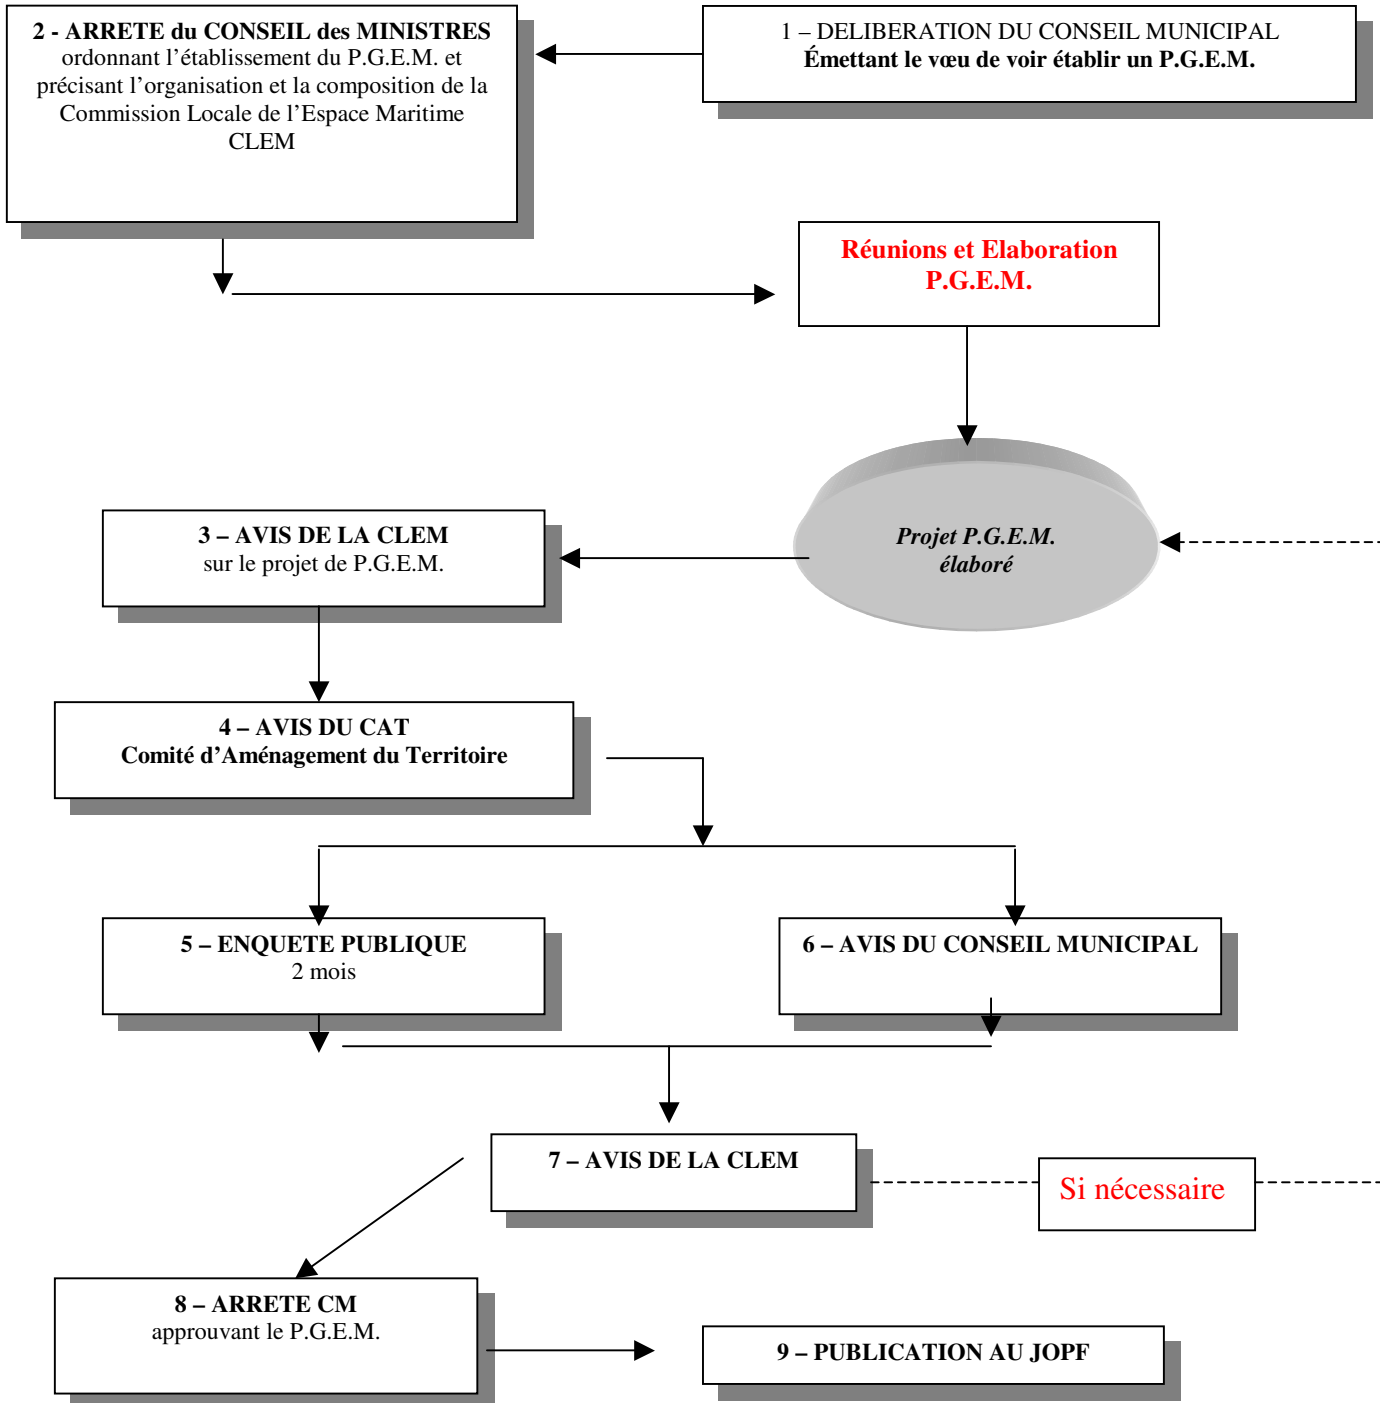 2 - ARRETE du CONSEIL des MINISTRES
ordonnant l’établissement du P.G.E.M. et
précisant l’organisation et la composition de la
Commission Locale de l’Espace Maritime
CLEM
1 – DELIBERATION DU CONSEIL MUNICIPAL
Émettant le vœu de voir établir un P.G.E.M.
Réunions et Elaboration
P.G.E.M.
Projet P.G.E.M.
élaboré
3 – AVIS DE LA CLEM
sur le projet de P.G.E.M.
4 – AVIS DU CAT
Comité d’Aménagement du Territoire
5 – ENQUETE PUBLIQUE
2 mois
6 – AVIS DU CONSEIL MUNICIPAL
7 – AVIS DE LA CLEM
Si nécessaire
8 – ARRETE CM
approuvant le P.G.E.M.
9 – PUBLICATION AU JOPF